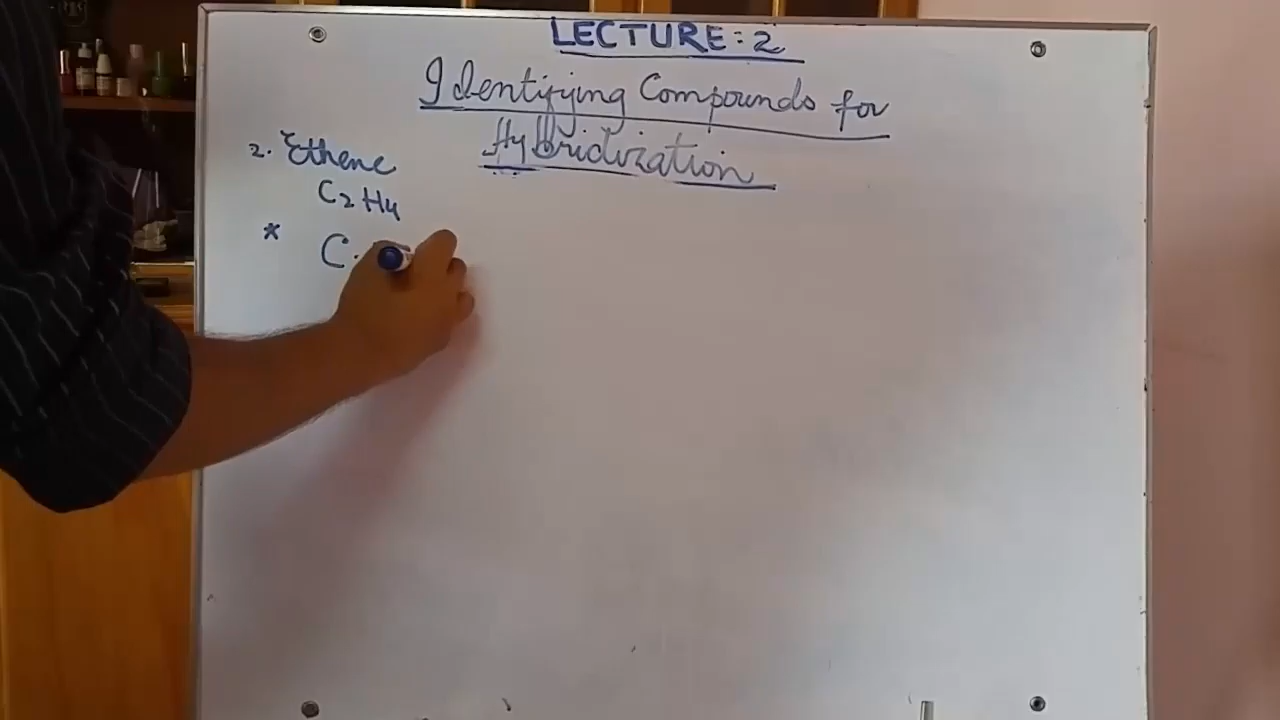 LECTURE: 2
Identifying Compounds for
Hybridization
2. Ethene
C2H4
* C